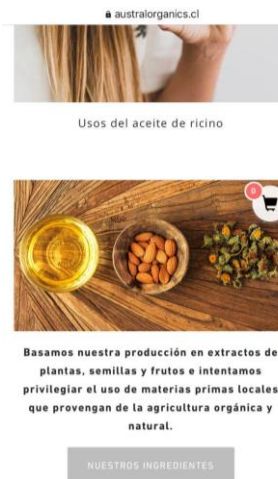 australorganics.cl
Usos del aceite de ricino
0
Basamos nuestra producción en extractos de
plantas, semillas y frutos e intentamos
privilegiar el uso de materias primas locales
que provengan de la agricultura orgánica y
natural.
NUESTROS INGREDIENTES